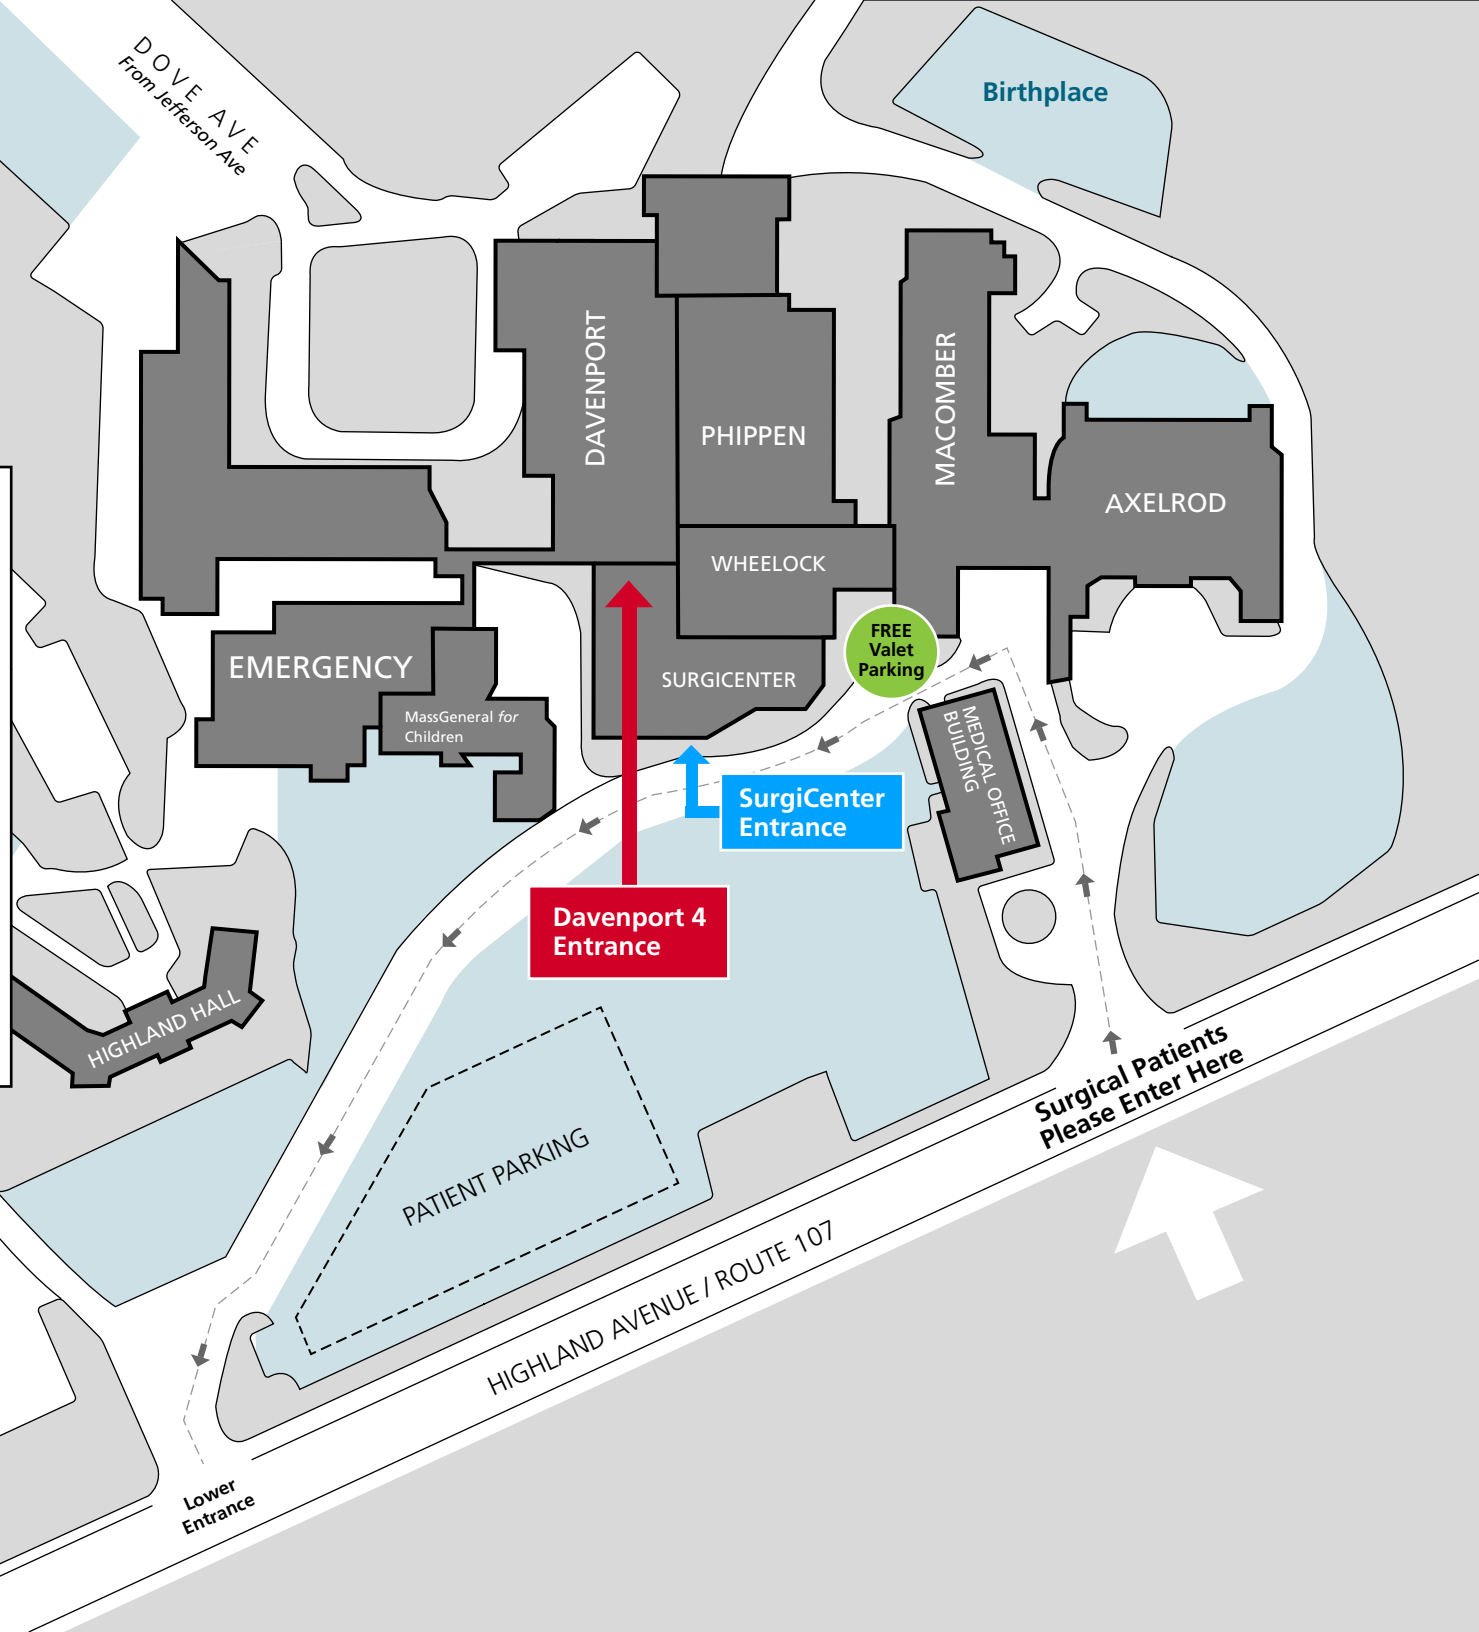 DOVE AVE
From Jefferson Ave
Birthplace
DAVENPORT
PHIPPEN
MACOMBER
AXELROD
WHEELOCK
FREE
Valet
Parking
EMERGENCY
SURGICENTER
MassGeneral for
Children
MEDICAL OFFICE
BUILDING
SurgiCenter
Entrance
Davenport 4
Entrance
HIGHLAND HALL
Surgical Patients
Please Enter Here
PATIENT PARKING
HIGHLAND AVENUE / ROUTE 107
Lower
Entrance